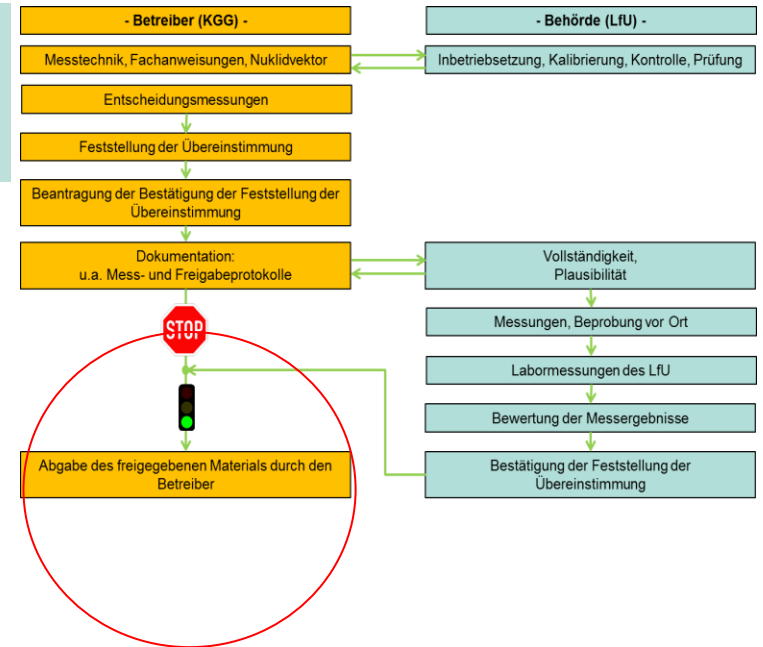 - Betreiber (KGG) -
- Behörde (LfU) -
Messtechnik, Fachanweisungen, Nuklidvektor
Inbetriebsetzung, Kalibrierung, Kontrolle, Prüfung
Entscheidungsmessungen
Feststellung der Übereinstimmung
Beantragung der Bestätigung der Feststellung der
Übereinstimmung
Dokumentation:
u.a. Mess- und Freigabeprotokolle
Vollständigkeit,
Plausibilität
STOP
Messungen, Beprobung vor Ort
Labormessungen des LfU
Bewertung der Messergebnisse
Abgabe des freigegebenen Materials durch den
Betreiber
Bestätigung der Feststellung der
Übereinstimmung